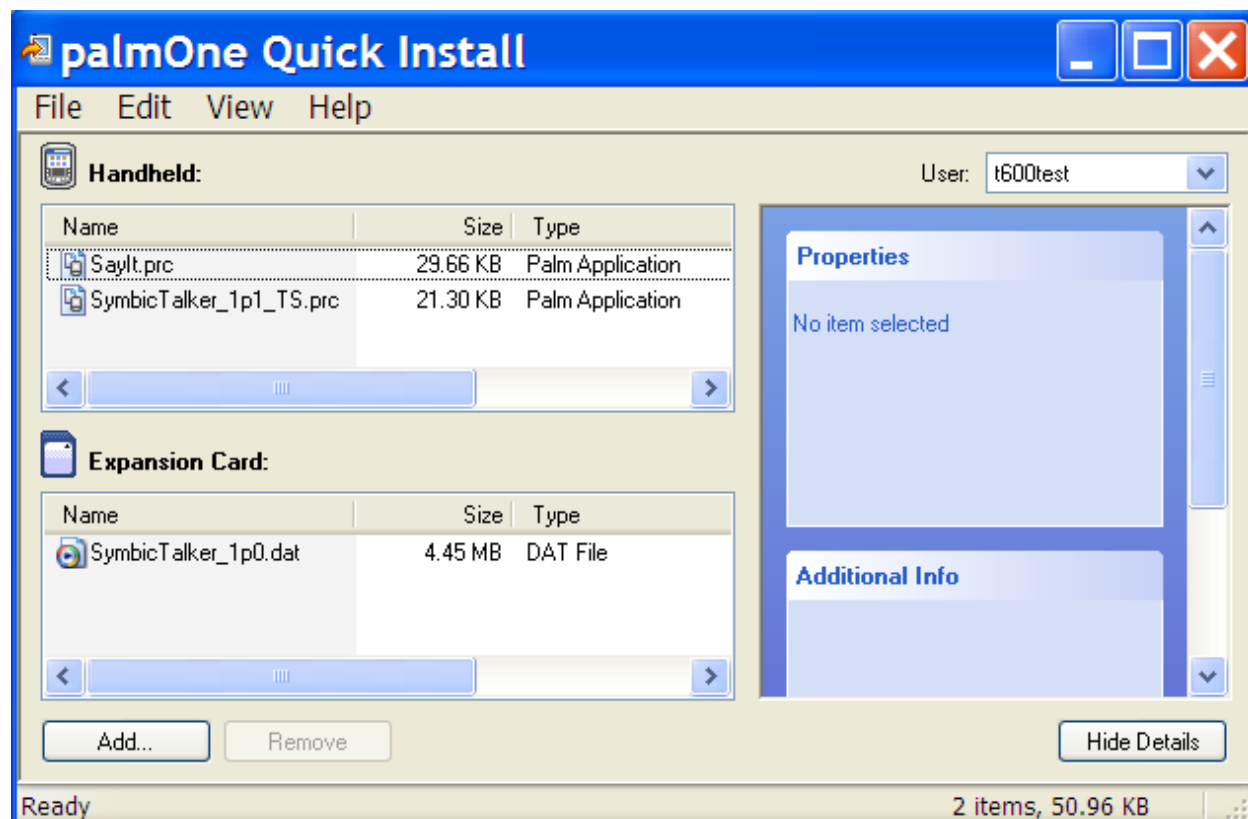 palmOne Quick Install
File Edit View Help
Handheld:
User: t600test
Name Size Type
SayIt.prc 29.66 KB Palm Application
SymbicTalker_1p1_TS.prc 21.30 KB Palm Application
Properties
No item selected
Expansion Card:
Name Size Type
SymbicTalker_1p0.dat 4.45 MB DAT File
Additional Info
Add... Remove Hide Details
Ready 2 items, 50.96 KB